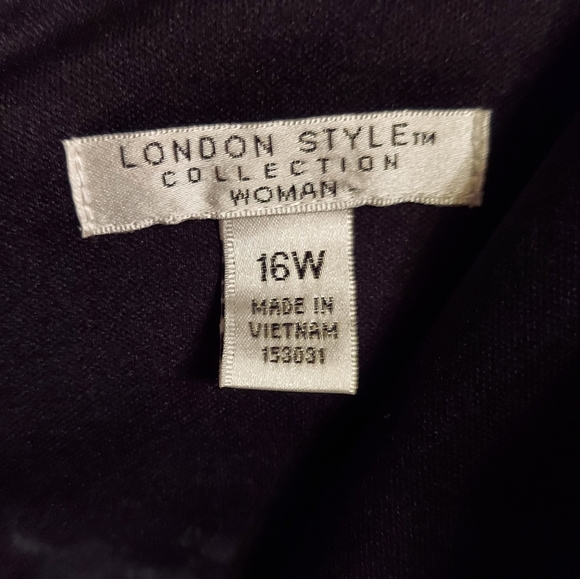 LONDON STYLE™
COLLECTION
WOMAN
16W
MADE IN
VIETNAM
153031